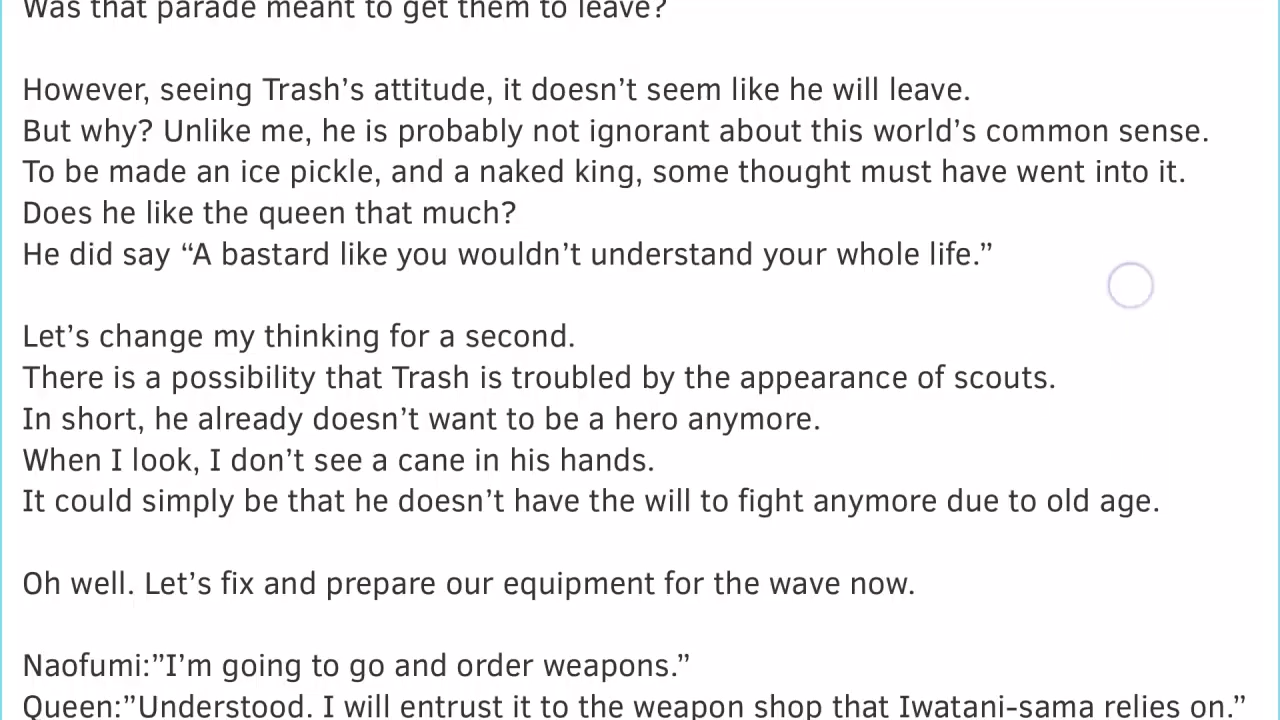 Was that parade meant to get them to leave?
However, seeing Trash’s attitude, it doesn’t seem like he will leave.
But why? Unlike me, he is probably not ignorant about this world’s common sense.
To be made an ice pickle, and a naked king, some thought must have went into it.
Does he like the queen that much?
He did say “A bastard like you wouldn’t understand your whole life.”
Let’s change my thinking for a second.
There is a possibility that Trash is troubled by the appearance of scouts.
In short, he already doesn’t want to be a hero anymore.
When I look, I don’t see a cane in his hands.
It could simply be that he doesn’t have the will to fight anymore due to old age.
Oh well. Let’s fix and prepare our equipment for the wave now.
Naofumi:”I’m going to go and order weapons.”
Queen:”Understood. I will entrust it to the weapon shop that Iwatani-sama relies on.”